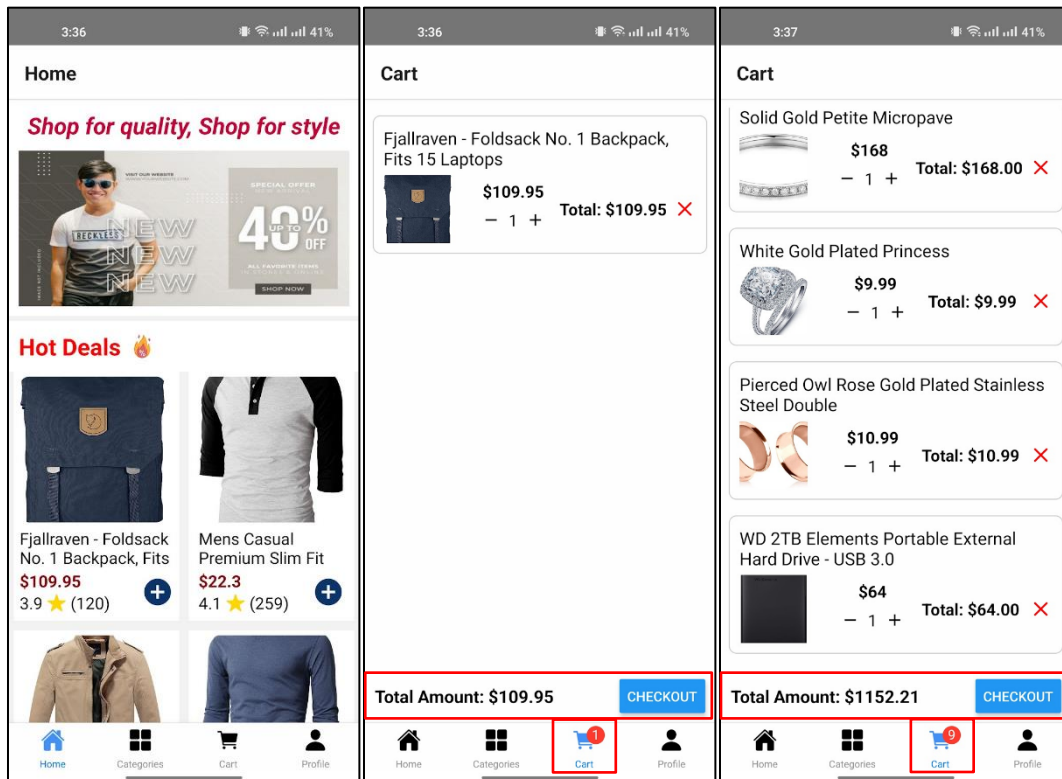 3:36
41%
Home
Shop for quality, Shop for style
VISIT OUR WEBSITE
SPECIAL OFFER
NEW ARRIVAL
RECKLESS
NEW
NEW
NEW
UP TO
40% OFF
ALL FAVORITE ITEMS
IN STORES & ONLINE
SHOP NOW
Hot Deals
Fjallraven - Foldsack
No. 1 Backpack, Fits
$109.95
3.9 (120)
Mens Casual
Premium Slim Fit
$22.3
4.1 (259)
Home Categories Cart Profile
3:36
41%
Cart
Fjallraven - Foldsack No. 1 Backpack,
Fits 15 Laptops
$109.95
− 1 + Total: $109.95
Total Amount: $109.95 CHECKOUT
1
Home Categories Cart Profile
3:37
41%
Cart
Solid Gold Petite Micropave
$168
− 1 + Total: $168.00
White Gold Plated Princess
$9.99
− 1 + Total: $9.99
Pierced Owl Rose Gold Plated Stainless
Steel Double
$10.99
− 1 + Total: $10.99
WD 2TB Elements Portable External
Hard Drive - USB 3.0
$64
− 1 + Total: $64.00
Total Amount: $1152.21 CHECKOUT
9
Home Categories Cart Profile